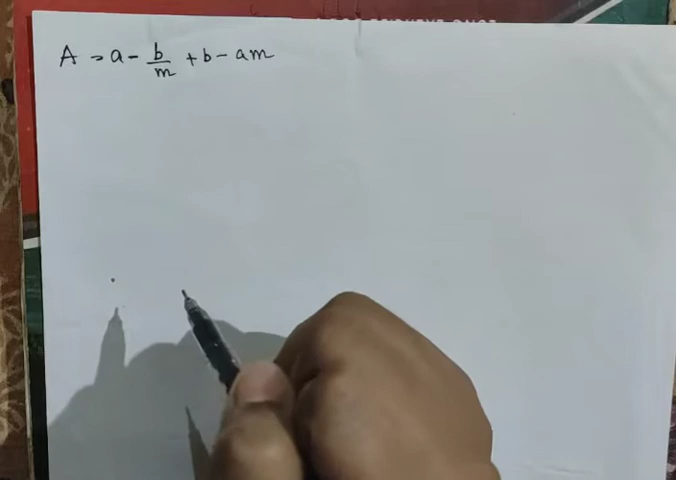 A = a - b/m + b - am